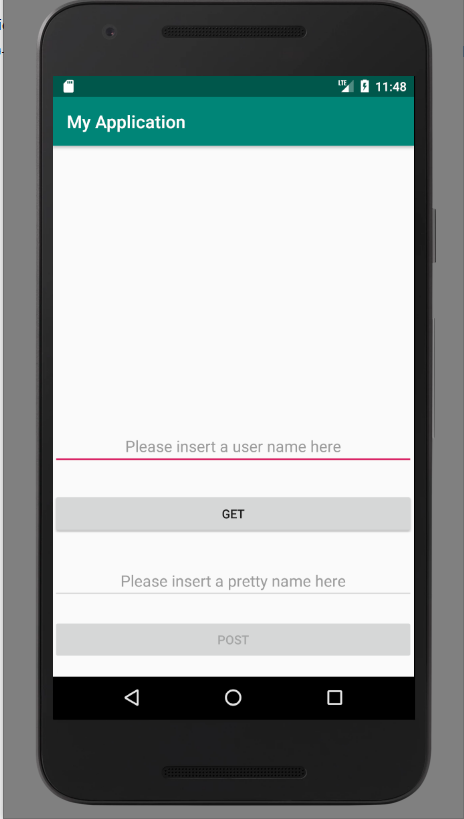 LTE 11:48
My Application
Please insert a user name here
GET
Please insert a pretty name here
POST